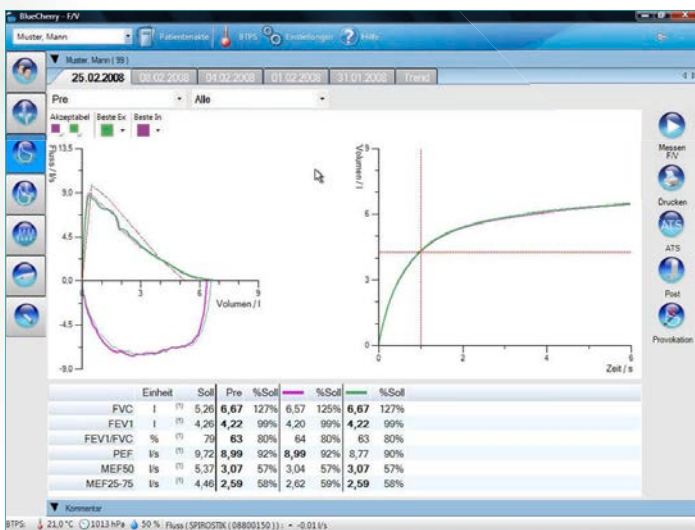 BlueCherry - F/V
Muster, Mann Patientenakte BTPS Einstellungen Hilfe
Muster, Mann ( 99 )
25.02.2008 08.02.2008 04.02.2008 01.02.2008 31.01.2008 Trend
Pre Alle
Akzeptabel Beste Ex Beste In
Fluss / l/s
13.5
9.0
4.5
0.0
-4.5
-9.0
3 6 9
Volumen / l
Volumen / l
9
6
3
0
0 2 4 6
Zeit / s
Messen
F/V
Drucken
ATS
ATS
Post
Provokation
Einheit Soll Pre %Soll %Soll %Soll
FVC l (1) 5,26 6,67 127% 6,57 125% 6,67 127%
FEV1 l (1) 4,26 4,22 99% 4,20 99% 4,22 99%
FEV1/FVC % (1) 79 63 80% 64 80% 63 80%
PEF l/s (1) 9,72 8,99 92% 8,99 92% 8,77 90%
MEF50 l/s (1) 5,37 3,07 57% 3,04 57% 3,07 57%
MEF25-75 l/s (1) 4,46 2,59 58% 2,62 59% 2,59 58%
Kommentar
BTPS: 21,0°C 1013 hPa 50 % Fluss ( SPIROSTIK ( 08800150 ) ) : - -0.01 l/s